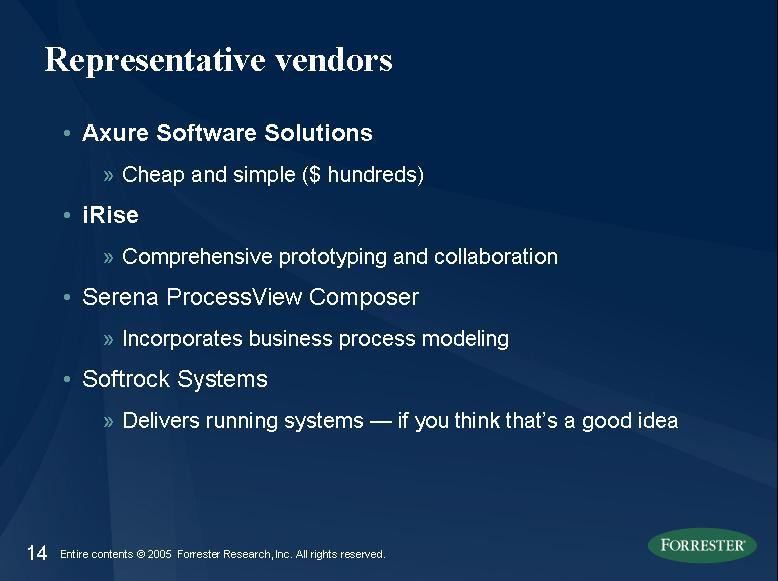 Representative vendors
• Axure Software Solutions
» Cheap and simple ($ hundreds)
• iRise
» Comprehensive prototyping and collaboration
• Serena ProcessView Composer
» Incorporates business process modeling
• Softrock Systems
» Delivers running systems — if you think that's a good idea
14 Entire contents © 2005 Forrester Research, Inc. All rights reserved.
FORRESTER®